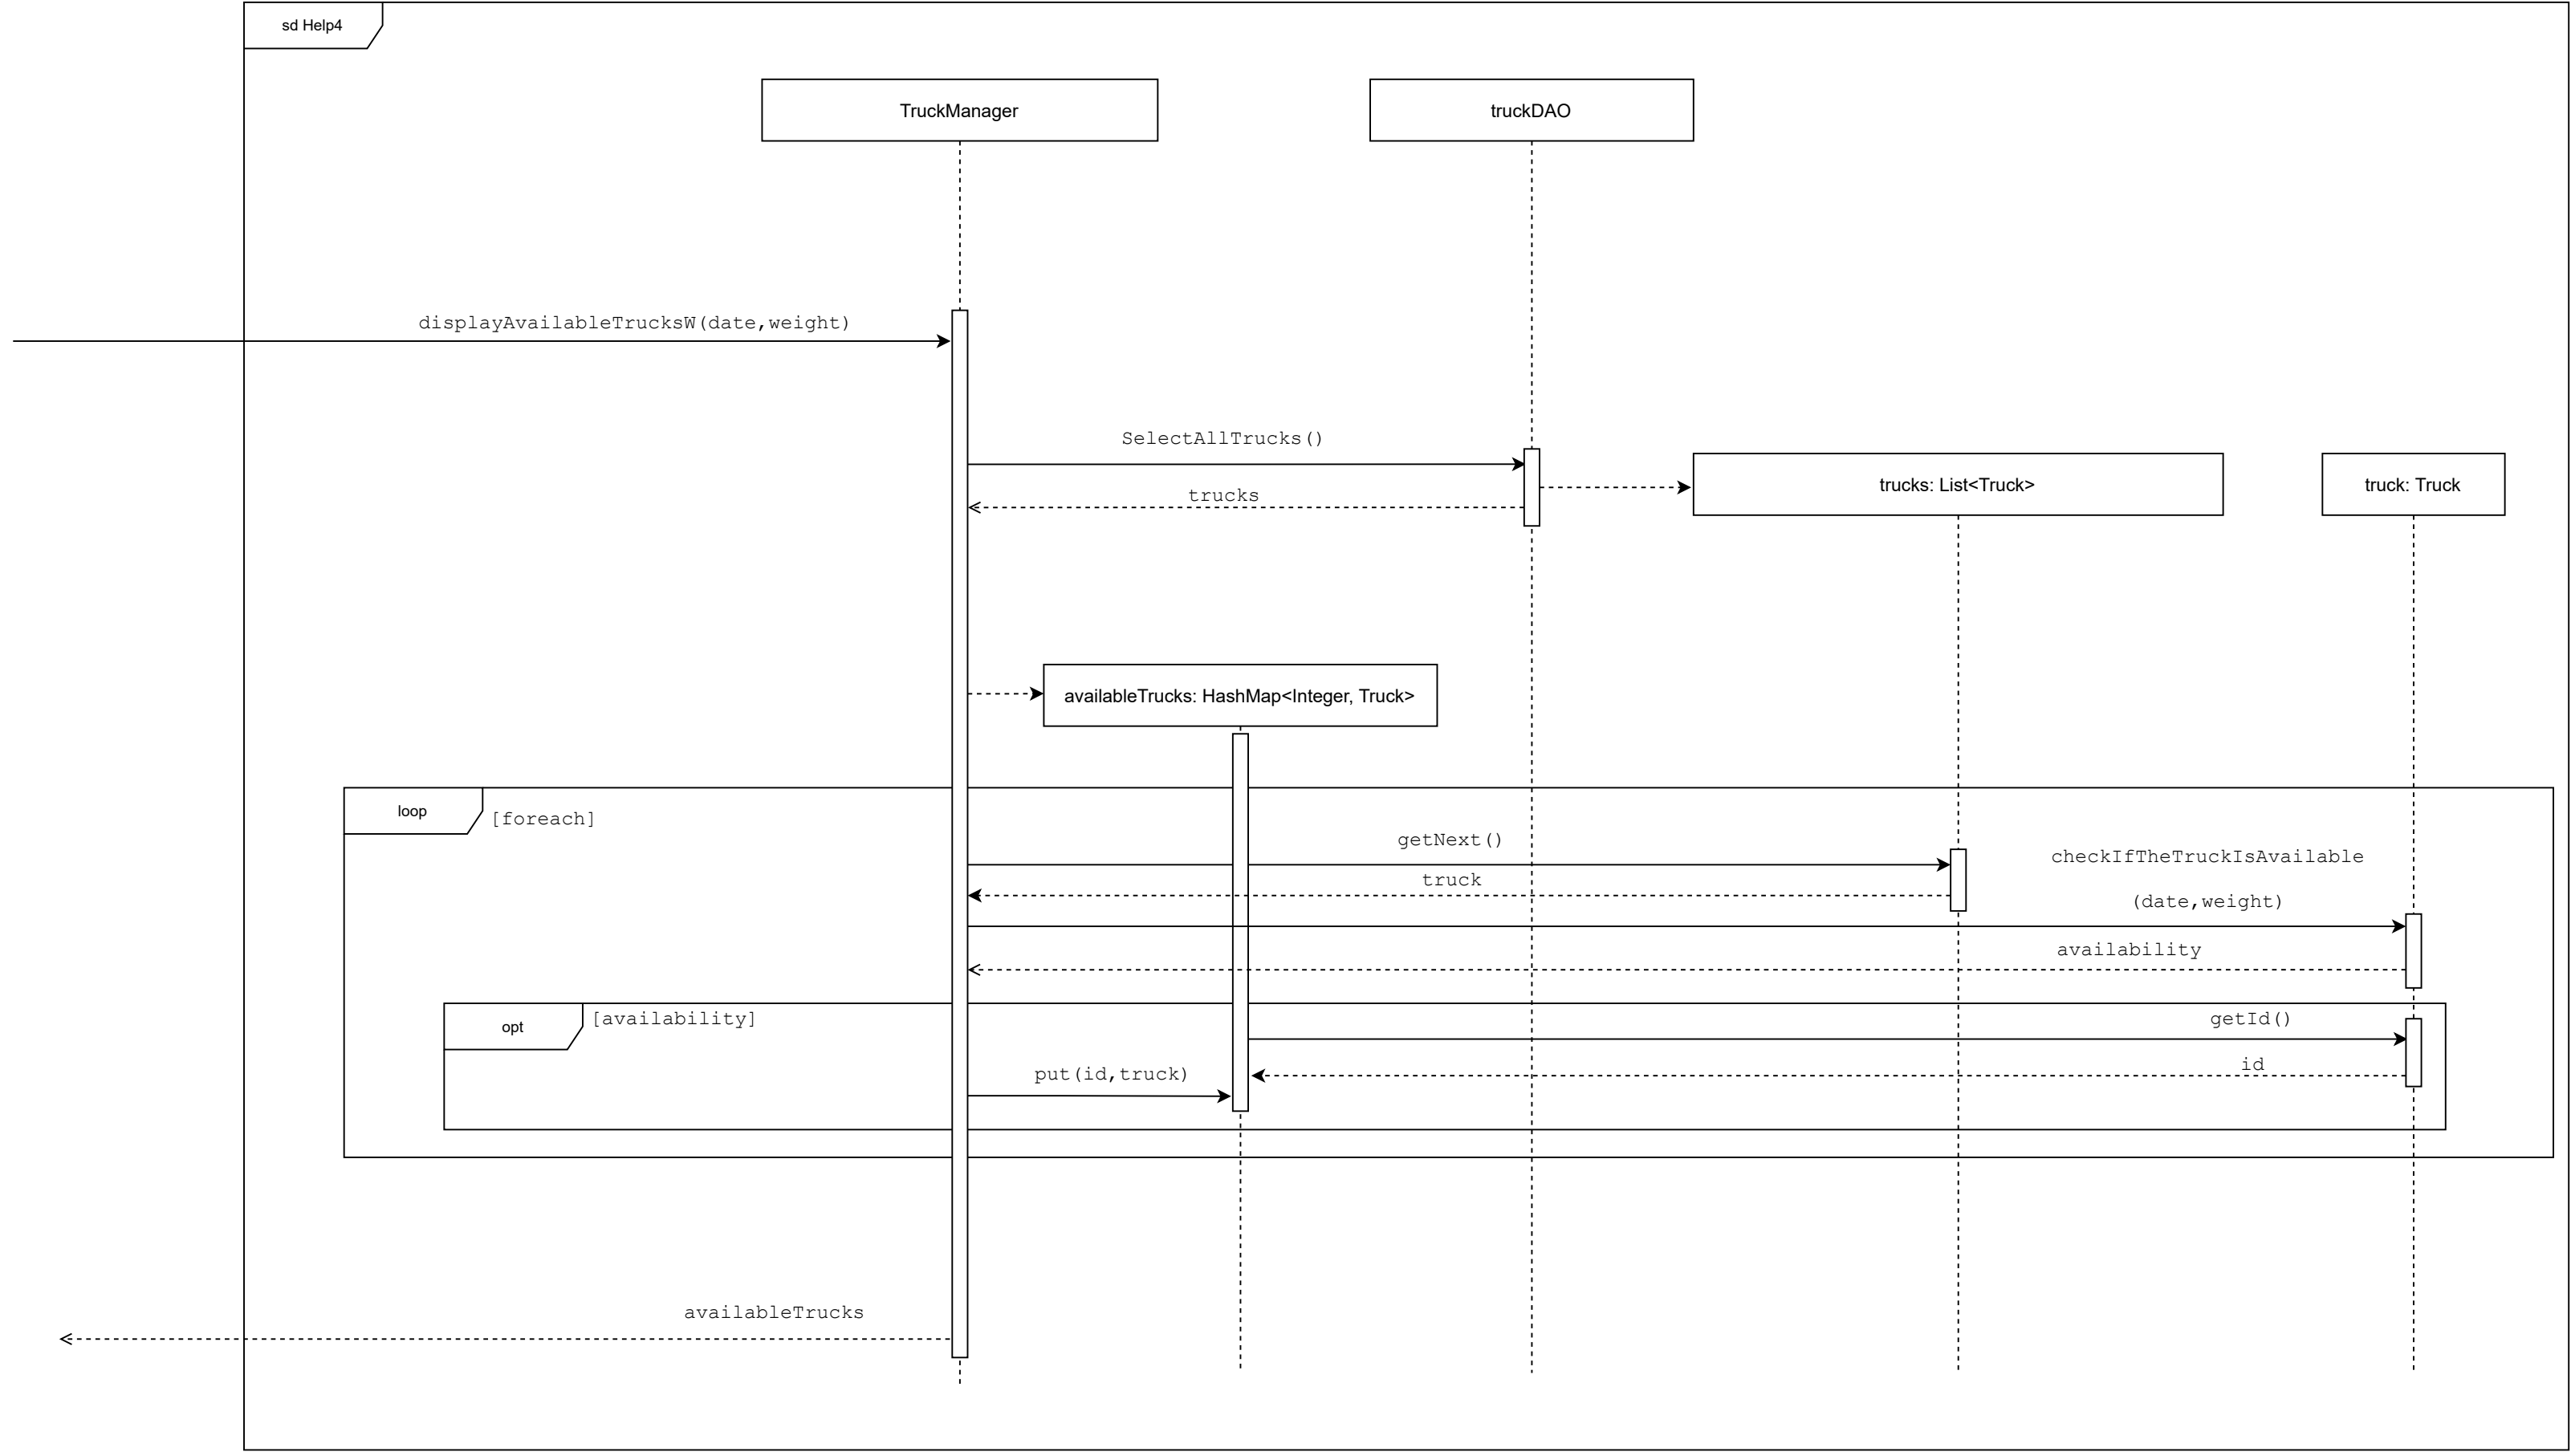 sd Help4
TruckManager
truckDAO
displayAvailableTrucksW(date,weight)
SelectAllTrucks()
trucks
trucks: List<Truck>
truck: Truck
availableTrucks: HashMap<Integer, Truck>
loop
[foreach]
getNext()
truck
checkIfTheTruckIsAvailable
(date,weight)
availability
opt
[availability]
getId()
id
put(id,truck)
availableTrucks